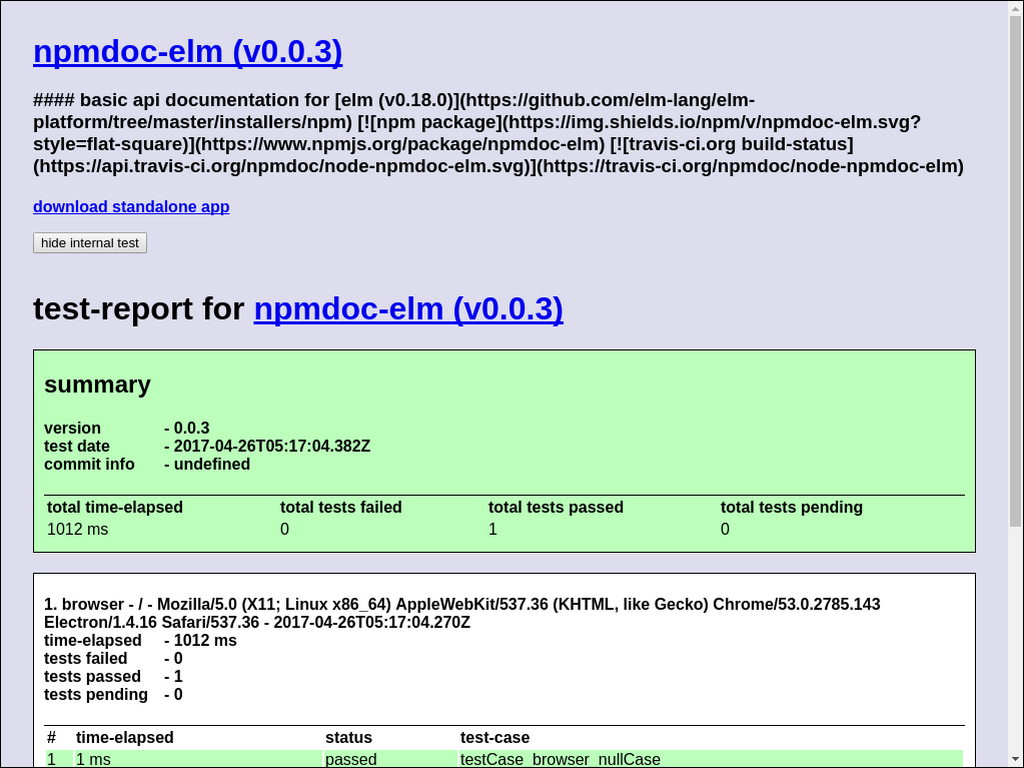 npmdoc-elm (v0.0.3)
#### basic api documentation for [elm (v0.18.0)](https://github.com/elm-lang/elm-
platform/tree/master/installers/npm) [![npm package](https://img.shields.io/npm/v/npmdoc-elm.svg?
style=flat-square)](https://www.npmjs.org/package/npmdoc-elm) [![travis-ci.org build-status]
(https://api.travis-ci.org/npmdoc/node-npmdoc-elm.svg)](https://travis-ci.org/npmdoc/node-npmdoc-elm)
download standalone app
hide internal test
test-report for npmdoc-elm (v0.0.3)
summary
version - 0.0.3
test date - 2017-04-26T05:17:04.382Z
commit info - undefined
total time-elapsed total tests failed total tests passed total tests pending
1012 ms 0 1 0
1. browser - / - Mozilla/5.0 (X11; Linux x86_64) AppleWebKit/537.36 (KHTML, like Gecko) Chrome/53.0.2785.143
Electron/1.4.16 Safari/537.36 - 2017-04-26T05:17:04.270Z
time-elapsed - 1012 ms
tests failed - 0
tests passed - 1
tests pending - 0
# time-elapsed status test-case
1 1 ms passed testCase_browser_nullCase